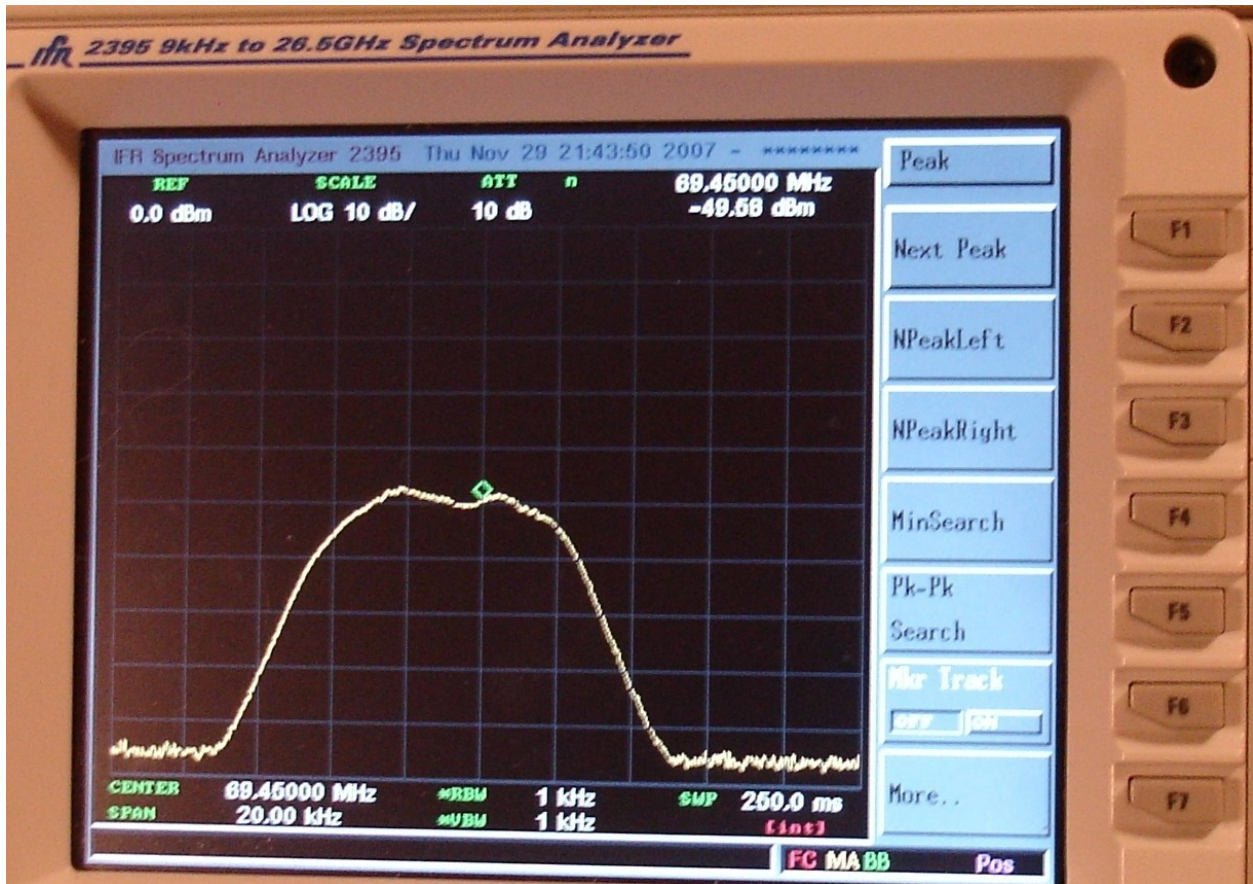 ifr 2395 9kHz to 26.5GHz Spectrum Analyzer
IFR Spectrum Analyzer 2395 Thu Nov 29 21:43:50 2007 - ********
REF SCALE ATT n 69.45000 MHz
0.0 dBm LOG 10 dB/ 10 dB -49.58 dBm
Peak
Next Peak
NPeakLeft
NPeakRight
MinSearch
Pk-Pk
Search
Mkr Track
OFF ON
More..
F1
F2
F3
F4
F5
F6
F7
CENTER 69.45000 MHz *RBW 1 kHz SWP 250.0 ms
SPAN 20.00 kHz *VBW 1 kHz [ins]
FC MA BB Pos